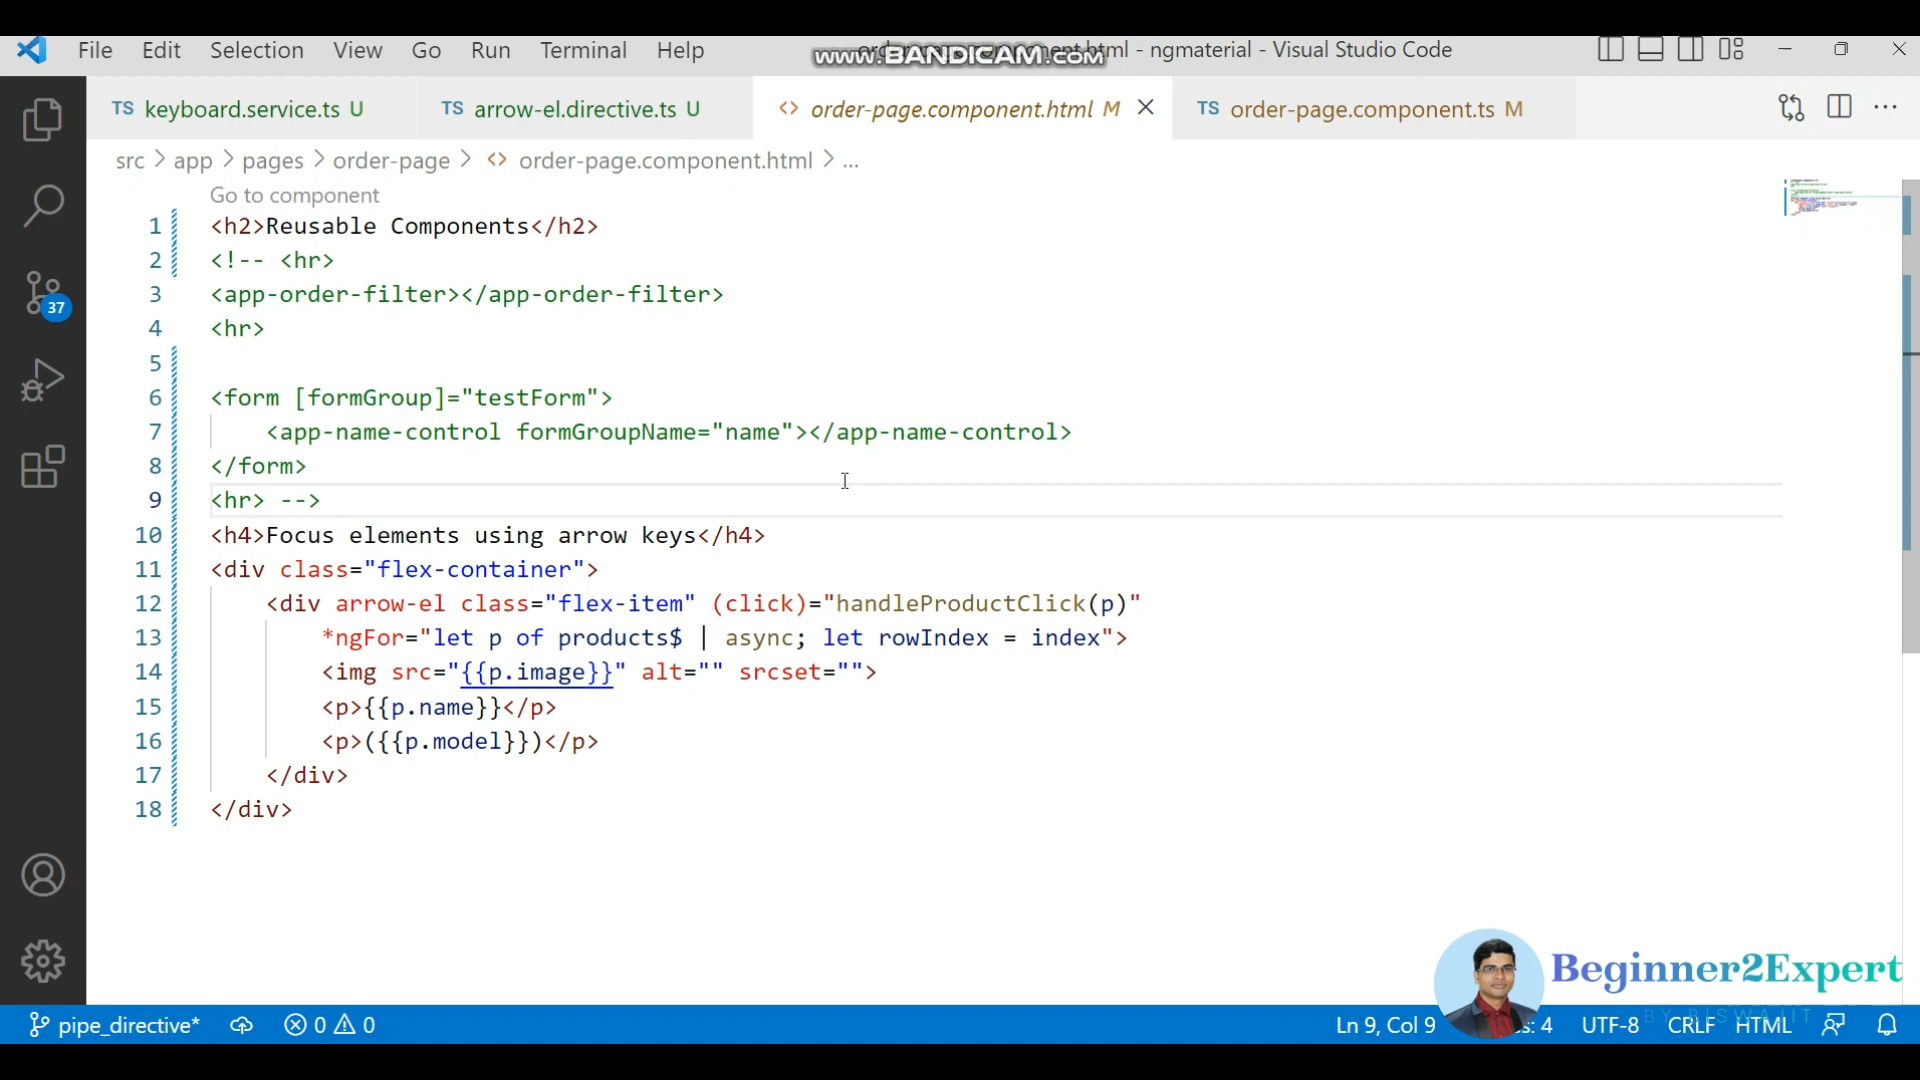 File Edit Selection View Go Run Terminal Help
www.BANDICAM.com
- ngmaterial - Visual Studio Code
TS keyboard.service.ts U
TS arrow-el.directive.ts U
<> order-page.component.html M
TS order-page.component.ts M
src > app > pages > order-page > <> order-page.component.html > ...
Go to component
1 <h2>Reusable Components</h2>
2 <!-- <hr>
3 <app-order-filter></app-order-filter>
4 <hr>
5
6 <form [formGroup]="testForm">
7 <app-name-control formGroupName="name"></app-name-control>
8 </form>
9 <hr> -->
10 <h4>Focus elements using arrow keys</h4>
11 <div class="flex-container">
12 <div arrow-el class="flex-item" (click)="handleProductClick(p)"
13 *ngFor="let p of products$ | async; let rowIndex = index">
14 <img src="{{p.image}}" alt="" srcset="">
15 <p>{{p.name}}</p>
16 <p>({{p.model}})</p>
17 </div>
18 </div>
37
Beginner2Expert
BY BISWAJIT
pipe_directive* 0 0
Ln 9, Col 9
: 4 UTF-8 CRLF HTML